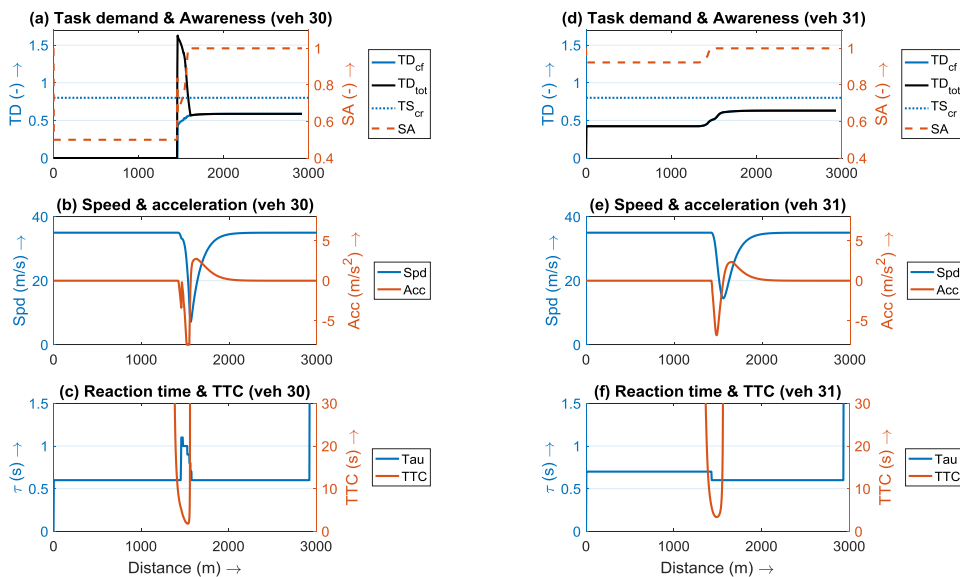 (a) Task demand & Awareness (veh 30)
TD (-) →
1.5
1
0.5
0
1
0.8
0.6
0.4
SA (-) →
0
1000
2000
3000
TD_cf
TD_tot
TS_cr
SA
(d) Task demand & Awareness (veh 31)
TD (-) →
1.5
1
0.5
0
1
0.8
0.6
0.4
SA (-) →
0
1000
2000
3000
TD_cf
TD_tot
TS_cr
SA
(b) Speed & acceleration (veh 30)
Spd (m/s) →
40
20
0
5
0
-5
Acc (m/s²) →
0
1000
2000
3000
Spd
Acc
(e) Speed & acceleration (veh 31)
Spd (m/s) →
40
20
0
5
0
-5
Acc (m/s²) →
0
1000
2000
3000
Spd
Acc
(c) Reaction time & TTC (veh 30)
τ (s) →
1.5
1
0.5
0
30
20
10
0
TTC (s) →
0
1000
2000
3000
Distance (m) →
Tau
TTC
(f) Reaction time & TTC (veh 31)
τ (s) →
1.5
1
0.5
0
30
20
10
0
TTC (s) →
0
1000
2000
3000
Distance (m) →
Tau
TTC